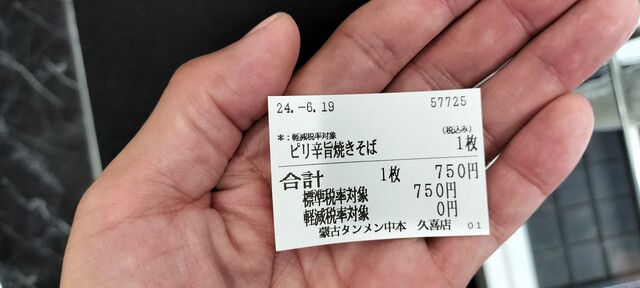 24.-6.19 57725
*:軽減税率対象 (税込み)
ピリ辛旨焼きそば 1枚
合計 1枚 750円
標準税率対象 750円
軽減税率対象 0円
蒙古タンメン中本 久喜店 01